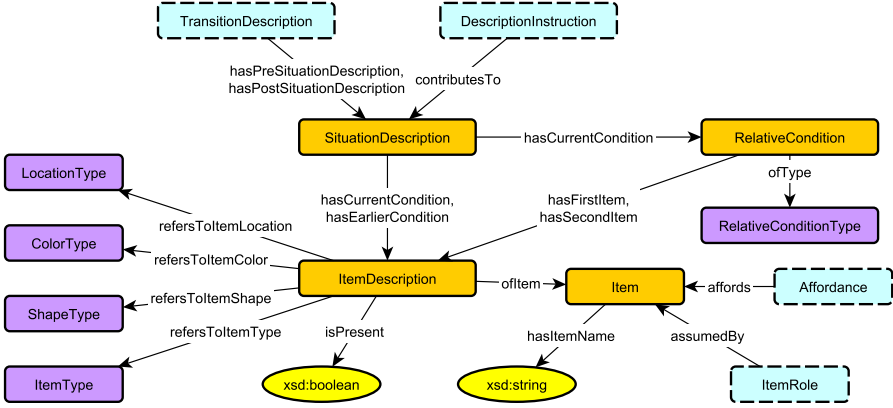 TransitionDescription
DescriptionInstruction
hasPreSituationDescription,
hasPostSituationDescription
contributesTo
SituationDescription
hasCurrentCondition
RelativeCondition
LocationType
hasCurrentCondition,
hasEarlierCondition
hasFirstItem,
hasSecondItem
ofType
refersToItemLocation
RelativeConditionType
ColorType
refersToItemColor
ItemDescription
ofItem
Item
affords
Affordance
ShapeType
refersToItemShape
refersToItemType
isPresent
hasItemName
assumedBy
ItemType
xsd:boolean
xsd:string
ItemRole